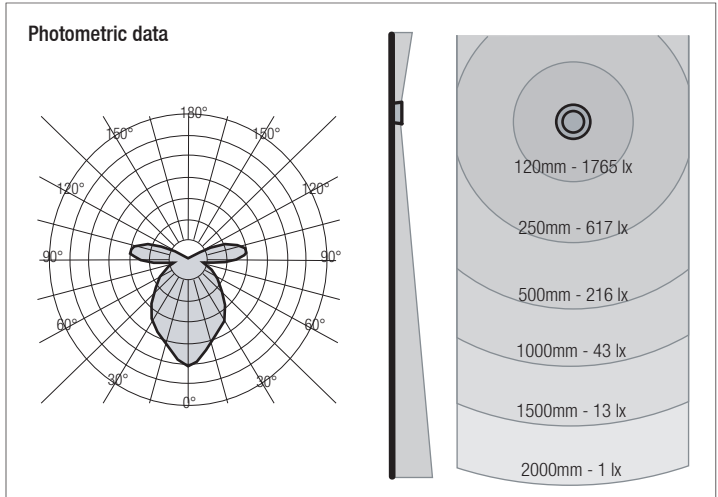 Photometric data
180°
150° 150°
120° 120°
90° 90°
60° 60°
30° 30°
0°
120mm - 1765 lx
250mm - 617 lx
500mm - 216 lx
1000mm - 43 lx
1500mm - 13 lx
2000mm - 1 lx